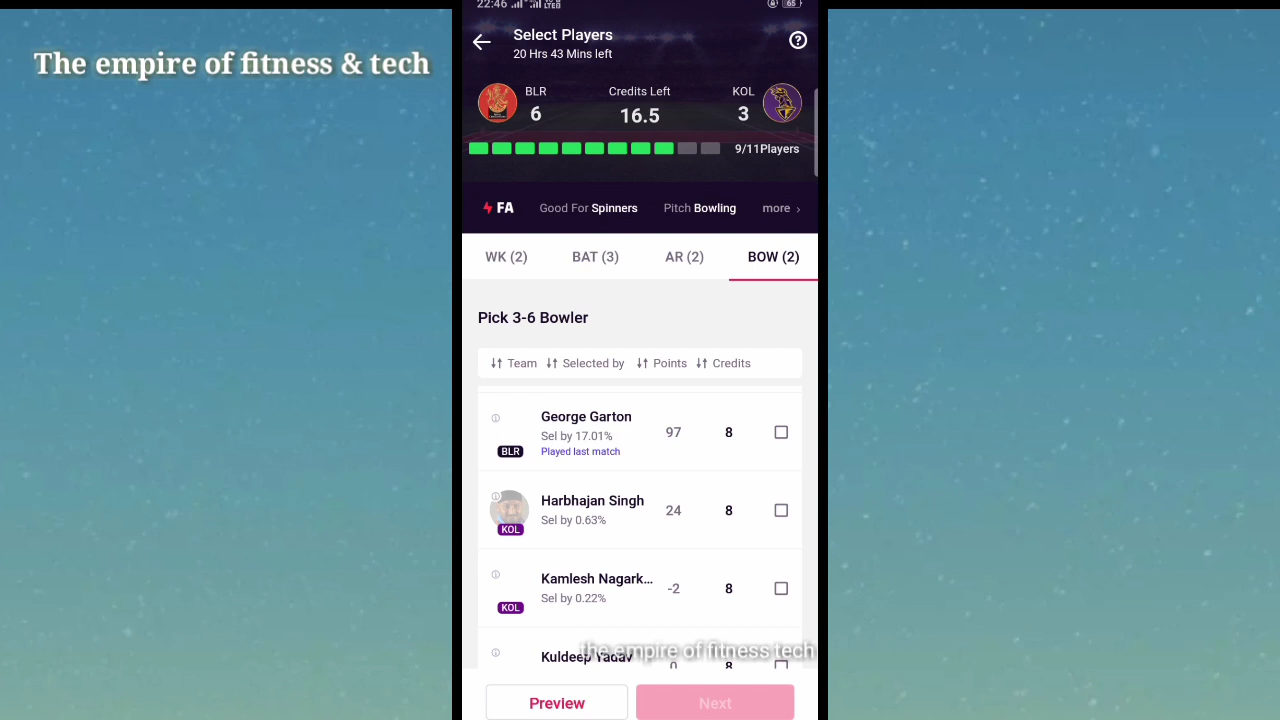 The empire of fitness & tech
22:46
65
Select Players
20 Hrs 43 Mins left
BLR
6
Credits Left
16.5
KOL
3
9/11Players
FA
Good For Spinners
Pitch Bowling
more
WK (2)
BAT (3)
AR (2)
BOW (2)
Pick 3-6 Bowler
Team
Selected by
Points
Credits
George Garton
Sel by 17.01%
97
8
BLR
Played last match
Harbhajan Singh
Sel by 0.63%
24
8
KOL
Kamlesh Nagark...
Sel by 0.22%
-2
8
KOL
Kuldeep Yadav
0
8
the empire of fitness tech
Preview
Next